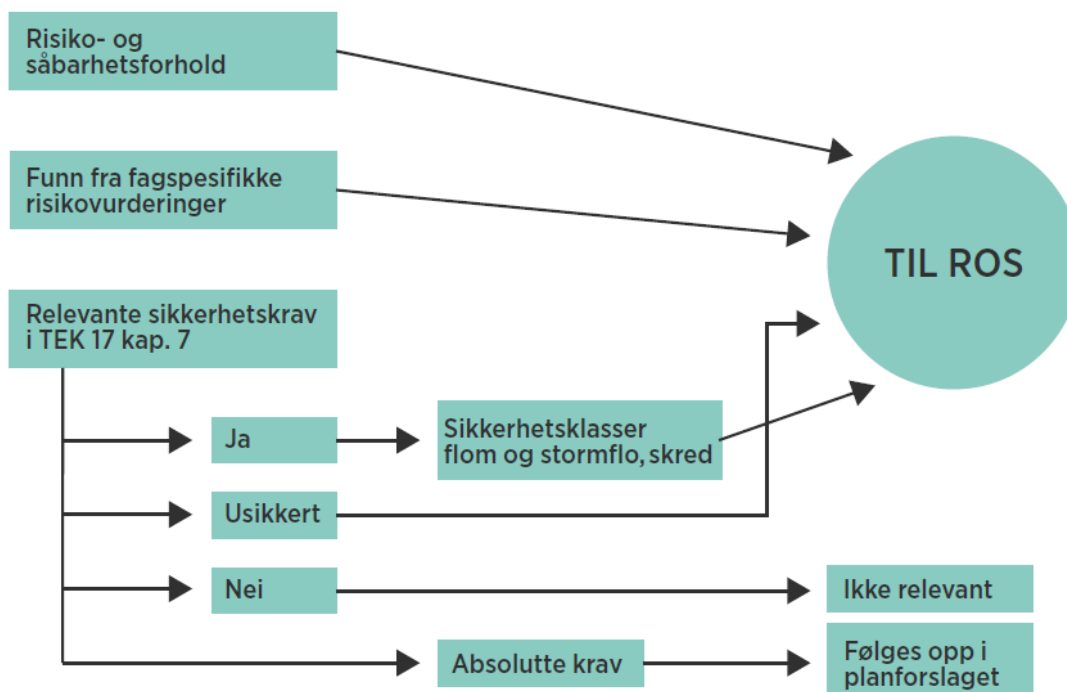 Risiko- og
såbarhetsforhold
Funn fra fagspesifikke
risikovurderinger
TIL ROS
Relevante sikkerhetskrav
i TEK 17 kap. 7
Ja
Sikkerhetsklasser
flom og stormflo, skred
Usikkert
Nei
Ikke relevant
Absolutte krav
Følges opp i
planforslaget